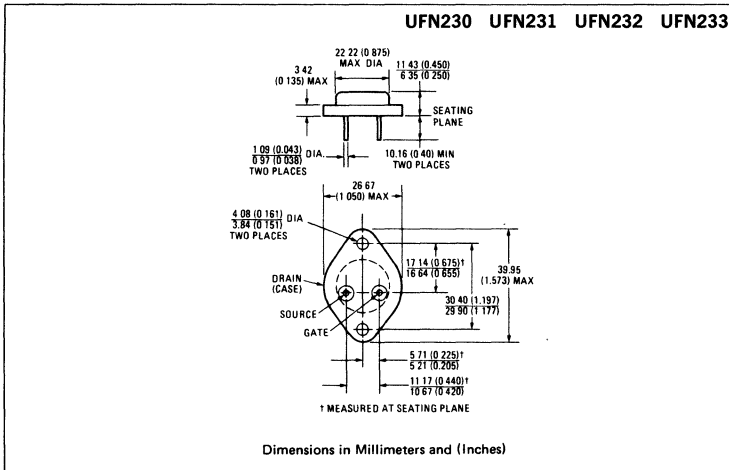 UFN230 UFN231 UFN232 UFN233
22 22 (0.875)
MAX DIA
3 42
(0 135) MAX
11 43 (0.450)
6 35 (0 250)
SEATING
PLANE
1 09 (0.043) DIA.
0 97 (0 038)
TWO PLACES
10.16 (0 40) MIN
TWO PLACES
26 67
(1 050) MAX
4 08 (0 161) DIA
3.84 (0 151)
TWO PLACES
17 14 (0 675)†
16 64 (0 655)
39.95
(1.573) MAX
DRAIN
(CASE)
30 40 (1.197)
29 90 (1 177)
SOURCE
GATE
5 71 (0 225)†
5 21 (0.205)
11 17 (0 440)†
10 67 (0 420)
† MEASURED AT SEATING PLANE
Dimensions in Millimeters and (Inches)